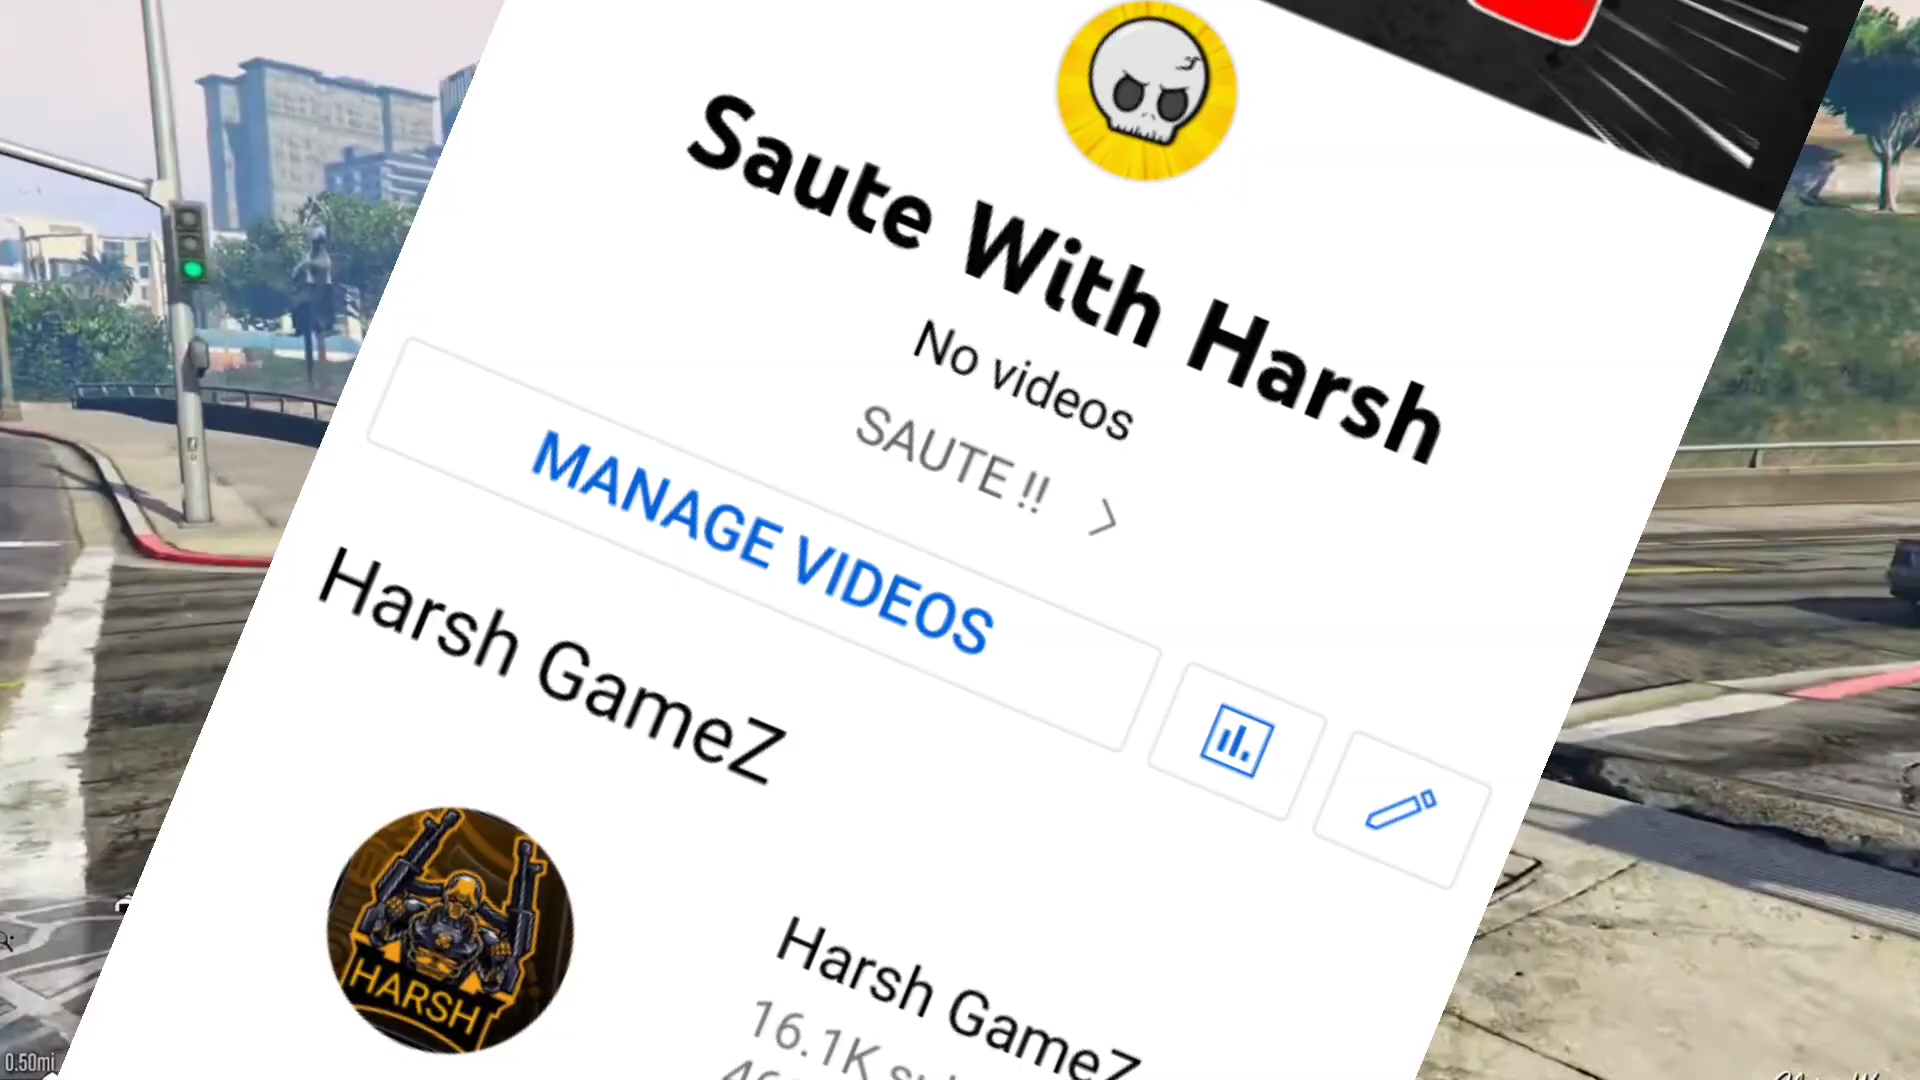 Saute With Harsh
No videos
SAUTE !!
MANAGE VIDEOS
Harsh GameZ
HARSH
Harsh GameZ
16.1K
0.50mi